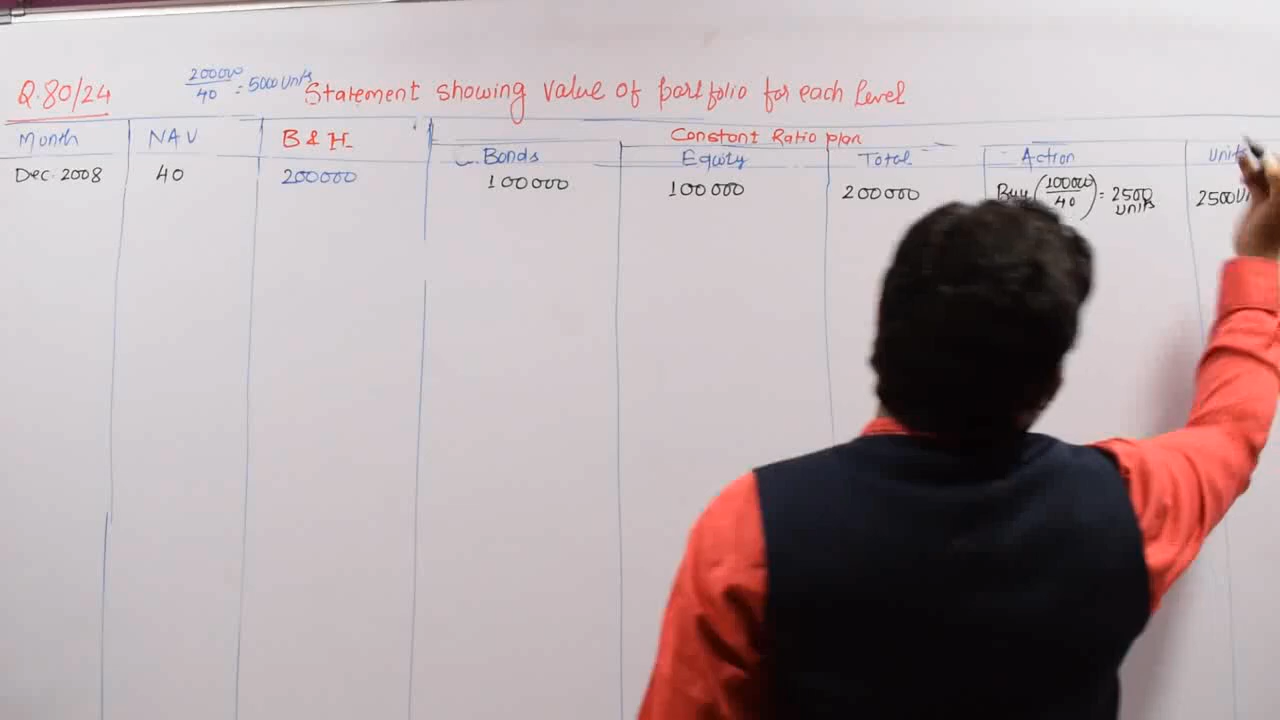 Q.80/24
200000
40
= 5000 Units
Statement showing value of portfolio for each level
Month NAV B & H Constant Ratio plan
Bonds Equity Total Action Units
Dec. 2008 40 200000 100000 100000 200000 Buy (100000/40) = 2500 units 2500